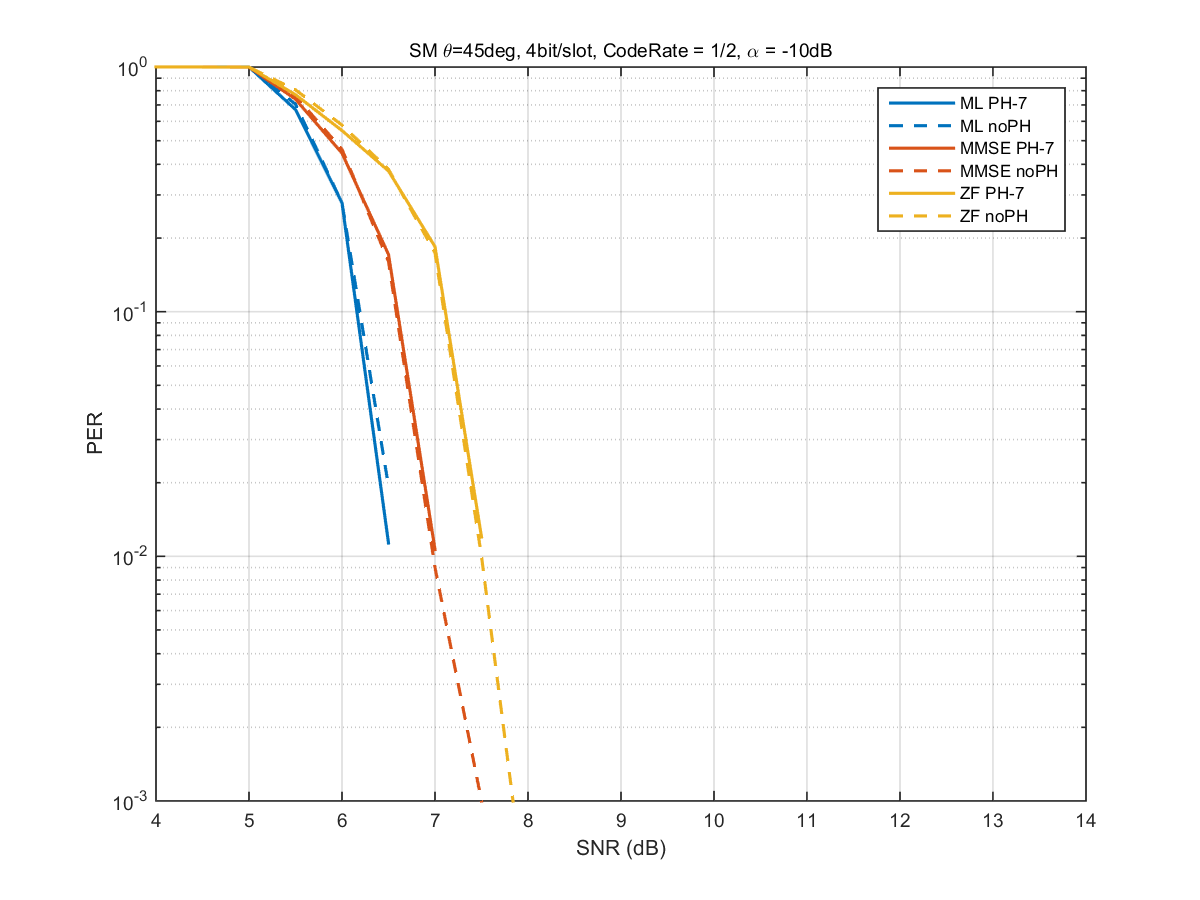 SM θ=45deg, 4bit/slot, CodeRate = 1/2, α = -10dB
10^0
10^-1
10^-2
10^-3
PER
4 5 6 7 8 9 10 11 12 13 14
SNR (dB)
ML PH-7
ML noPH
MMSE PH-7
MMSE noPH
ZF PH-7
ZF noPH